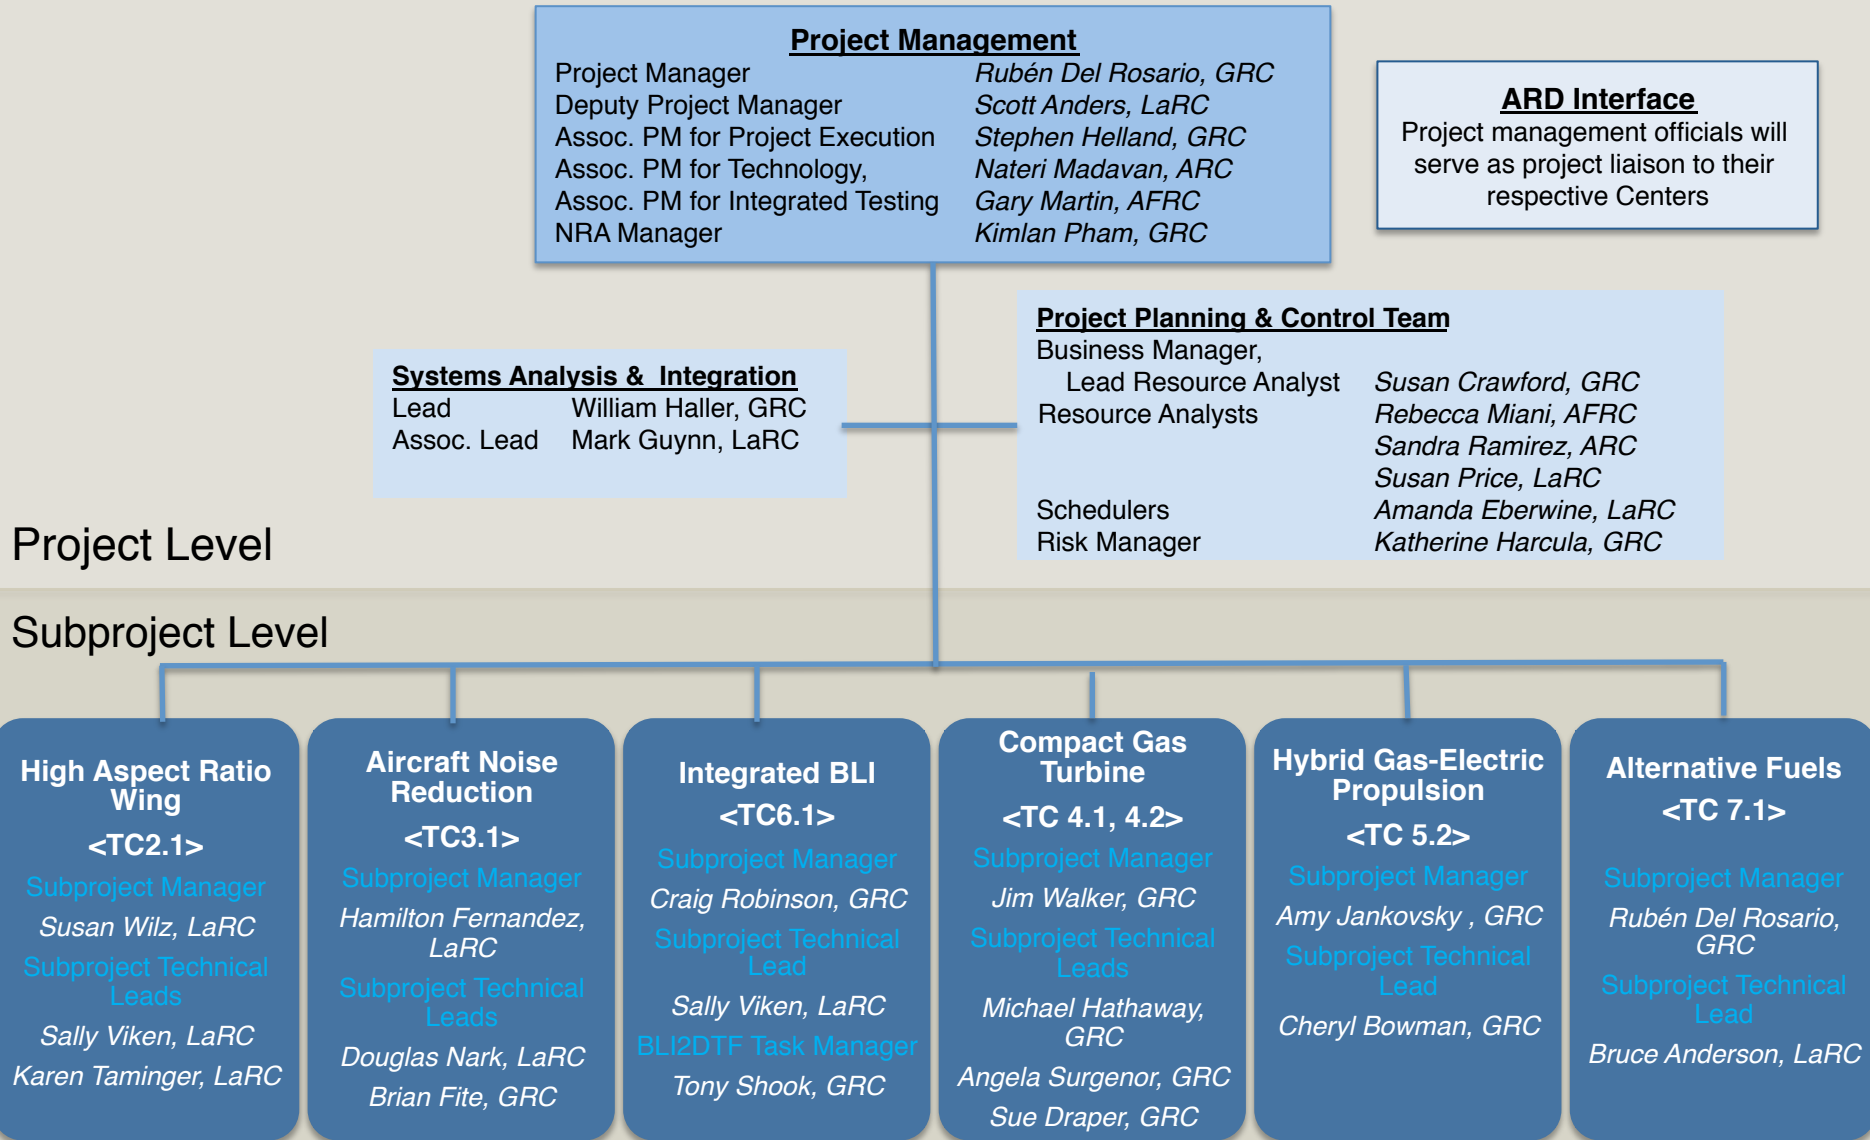 Project Management
Project Manager Rubén Del Rosario, GRC
Deputy Project Manager Scott Anders, LaRC
Assoc. PM for Project Execution Stephen Helland, GRC
Assoc. PM for Technology, Nateri Madavan, ARC
Assoc. PM for Integrated Testing Gary Martin, AFRC
NRA Manager Kimlan Pham, GRC
ARD Interface
Project management officials will
serve as project liaison to their
respective Centers
Systems Analysis & Integration
Lead William Haller, GRC
Assoc. Lead Mark Guynn, LaRC
Project Planning & Control Team
Business Manager,
Lead Resource Analyst Susan Crawford, GRC
Resource Analysts Rebecca Miani, AFRC
Sandra Ramirez, ARC
Susan Price, LaRC
Schedulers Amanda Eberwine, LaRC
Risk Manager Katherine Harcula, GRC
Project Level
Subproject Level
High Aspect Ratio
Wing
<TC2.1>
Subproject Manager
Susan Wilz, LaRC
Subproject Technical
Leads
Sally Viken, LaRC
Karen Taminger, LaRC
Aircraft Noise
Reduction
<TC3.1>
Subproject Manager
Hamilton Fernandez,
LaRC
Subproject Technical
Leads
Douglas Nark, LaRC
Brian Fite, GRC
Integrated BLI
<TC6.1>
Subproject Manager
Craig Robinson, GRC
Subproject Technical
Lead
Sally Viken, LaRC
BLI2DTF Task Manager
Tony Shook, GRC
Compact Gas
Turbine
<TC 4.1, 4.2>
Subproject Manager
Jim Walker, GRC
Subproject Technical
Leads
Michael Hathaway,
GRC
Angela Surgenor, GRC
Sue Draper, GRC
Hybrid Gas-Electric
Propulsion
<TC 5.2>
Subproject Manager
Amy Jankovsky , GRC
Subproject Technical
Lead
Cheryl Bowman, GRC
Alternative Fuels
<TC 7.1>
Subproject Manager
Rubén Del Rosario,
GRC
Subproject Technical
Lead
Bruce Anderson, LaRC